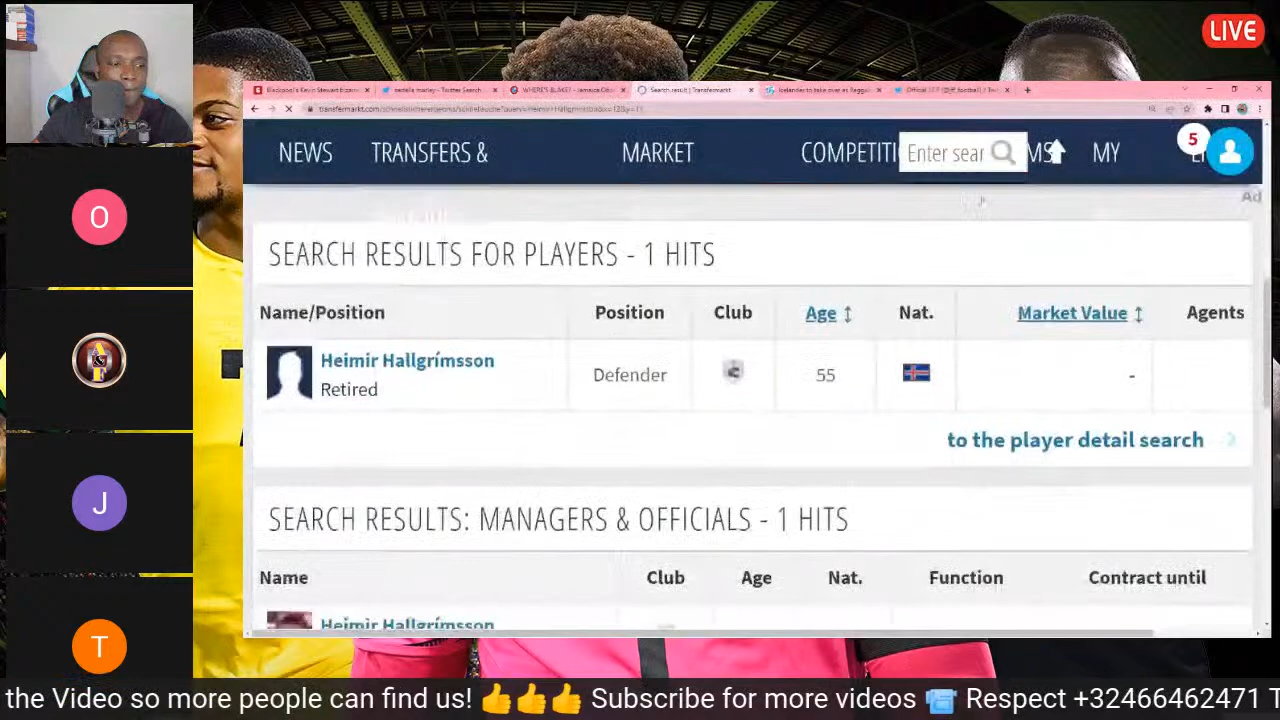 LIVE
NEWS TRANSFERS & MARKET COMPETITI Enter sear MS MY 5
Ad
SEARCH RESULTS FOR PLAYERS - 1 HITS
Name/Position Position Club Age Nat. Market Value Agents
Heimir Hallgrímsson
Retired
Defender 55 -
to the player detail search
SEARCH RESULTS: MANAGERS & OFFICIALS - 1 HITS
Name Club Age Nat. Function Contract until
Heimir Hallgrímsson
O
J
T
the Video so more people can find us! 👍👍👍 Subscribe for more videos 📹 Respect +32466462471 T